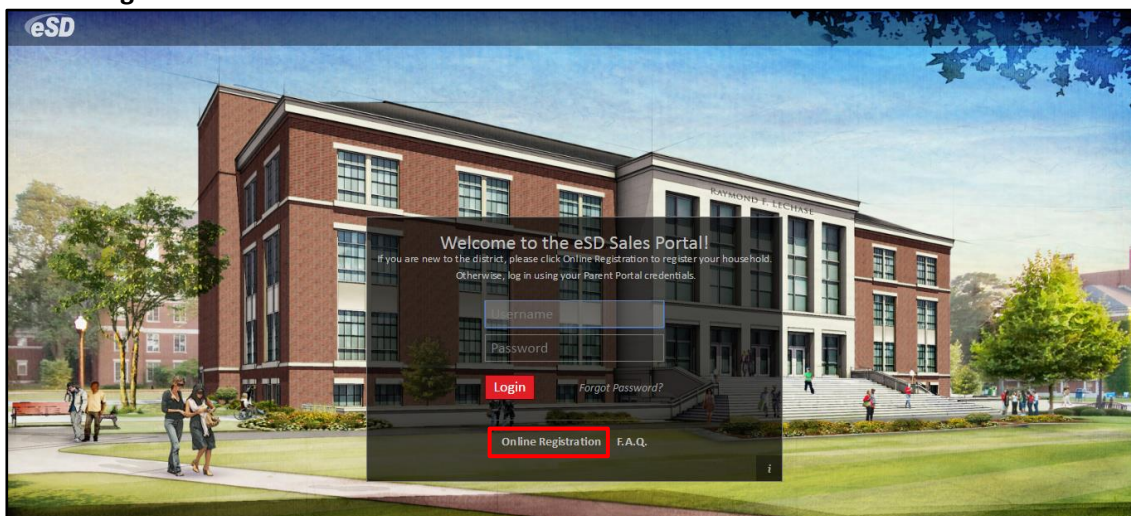 eSD
RAYMOND F. LECHASE
Welcome to the eSD Sales Portal!
If you are new to the district, please click Online Registration to register your household.
Otherwise, log in using your Parent Portal credentials.
Username
Password
Login Forgot Password?
Online Registration F.A.Q.
i